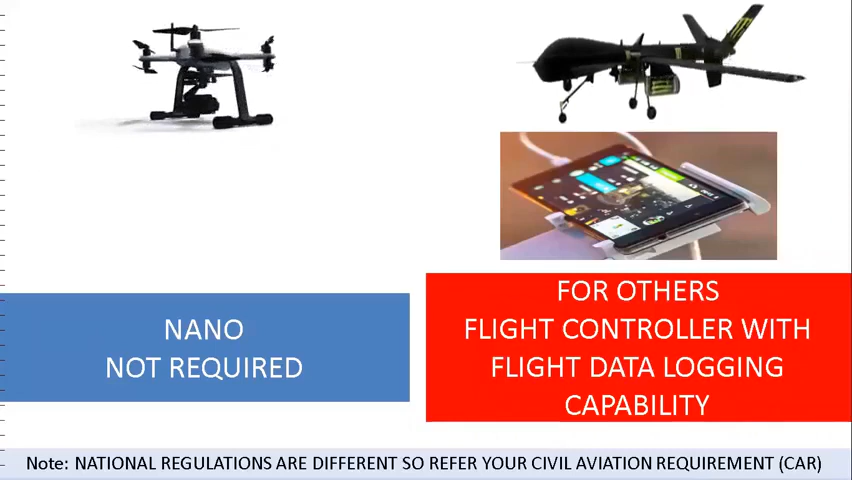 NANO
NOT REQUIRED
FOR OTHERS
FLIGHT CONTROLLER WITH
FLIGHT DATA LOGGING
CAPABILITY
Note: NATIONAL REGULATIONS ARE DIFFERENT SO REFER YOUR CIVIL AVIATION REQUIREMENT (CAR)